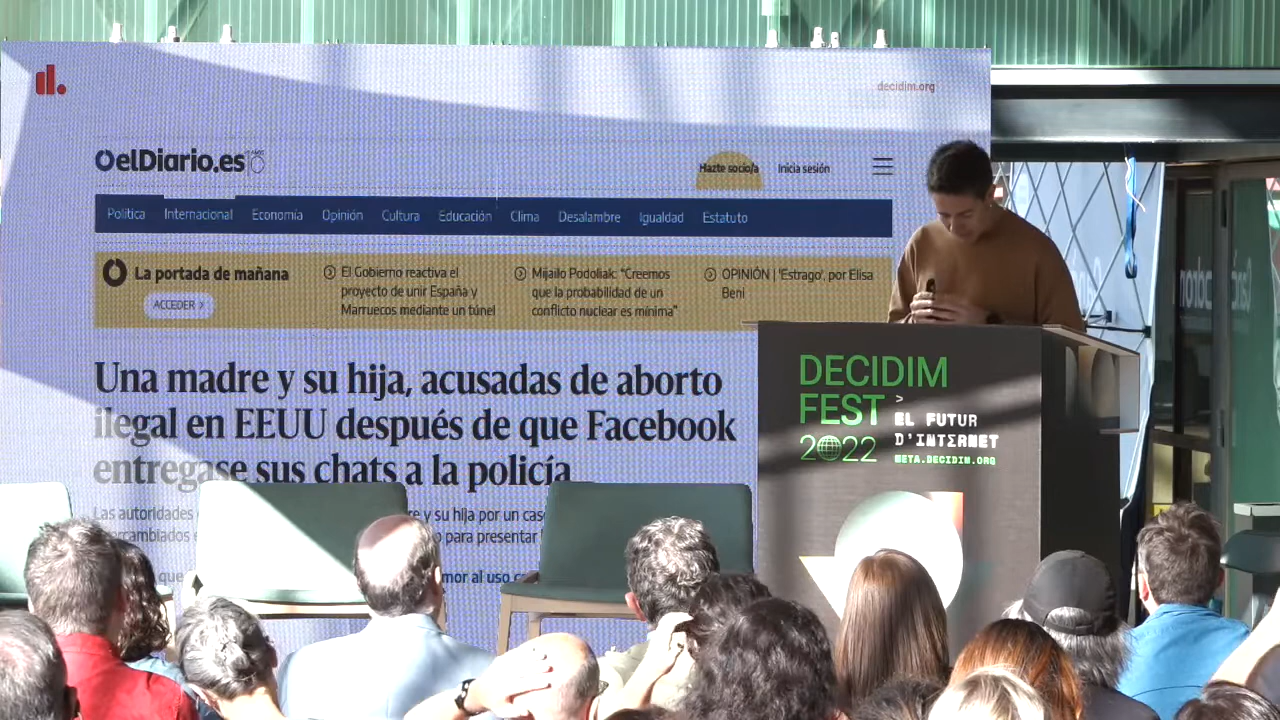 decidim.org
elDiario.es
Hazte socio/a
Inicia sesión
Política Internacional Economía Opinión Cultura Educación Clima Desalambre Igualdad Estatuto
La portada de mañana
ACCEDER
El Gobierno reactiva el
proyecto de unir España y
Marruecos mediante un túnel
Mijailo Podoliak: “Creemos
que la probabilidad de un
conflicto nuclear es mínima”
OPINIÓN | 'Estrago', por Elisa
Beni
Una madre y su hija, acusadas de aborto
ilegal en EEUU después de que Facebook
entregase sus chats a la policía
Las autoridades y su hija por un
para presentar
que al uso
DECIDIM
FEST >
2022
EL FUTUR
D'INTERNET
META.DECIDIM.ORG